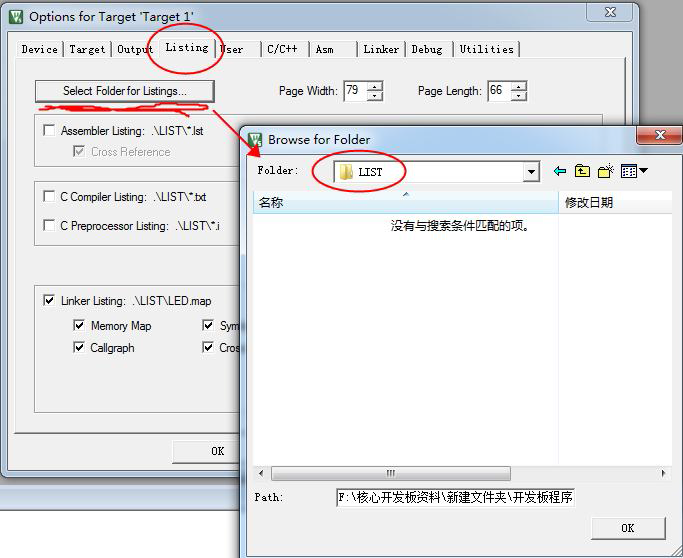 Options for Target 'Target 1'
Device Target Output Listing User C/C++ Asm Linker Debug Utilities
Select Folder for Listings... Page Width: 79 Page Length: 66
Assembler Listing: .\LIST\*.lst
Cross Reference
C Compiler Listing: .\LIST\*.txt
C Preprocessor Listing: .\LIST\*.i
Linker Listing: .\LIST\LED.map
Memory Map Sym
Callgraph Cros
OK
Browse for Folder
Folder: LIST
名称 修改日期
没有与搜索条件匹配的项。
Path: F:\核心开发板资料\新建文件夹\开发板程序
OK